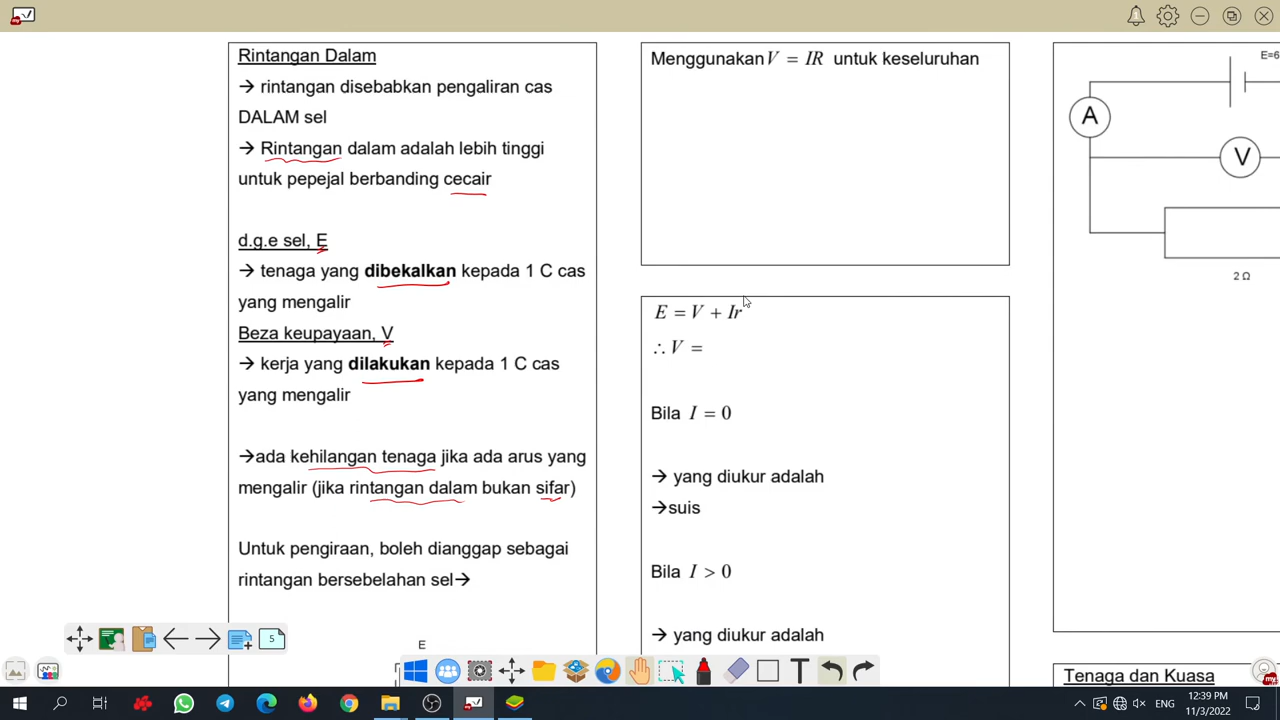 Rintangan Dalam
→ rintangan disebabkan pengaliran cas
DALAM sel
→ Rintangan dalam adalah lebih tinggi
untuk pepejal berbanding cecair
d.g.e sel, E
→ tenaga yang dibekalkan kepada 1 C cas
yang mengalir
Beza keupayaan, V
→ kerja yang dilakukan kepada 1 C cas
yang mengalir
→ada kehilangan tenaga jika ada arus yang
mengalir (jika rintangan dalam bukan sifar)
Untuk pengiraan, boleh dianggap sebagai
rintangan bersebelahan sel→
E
Menggunakan V = IR untuk keseluruhan
E = V + Ir
∴ V =
Bila I = 0
→ yang diukur adalah
→suis
Bila I > 0
→ yang diukur adalah
E=6
A
V
2 Ω
Tenaga dan Kuasa
5
12:39 PM
11/3/2022